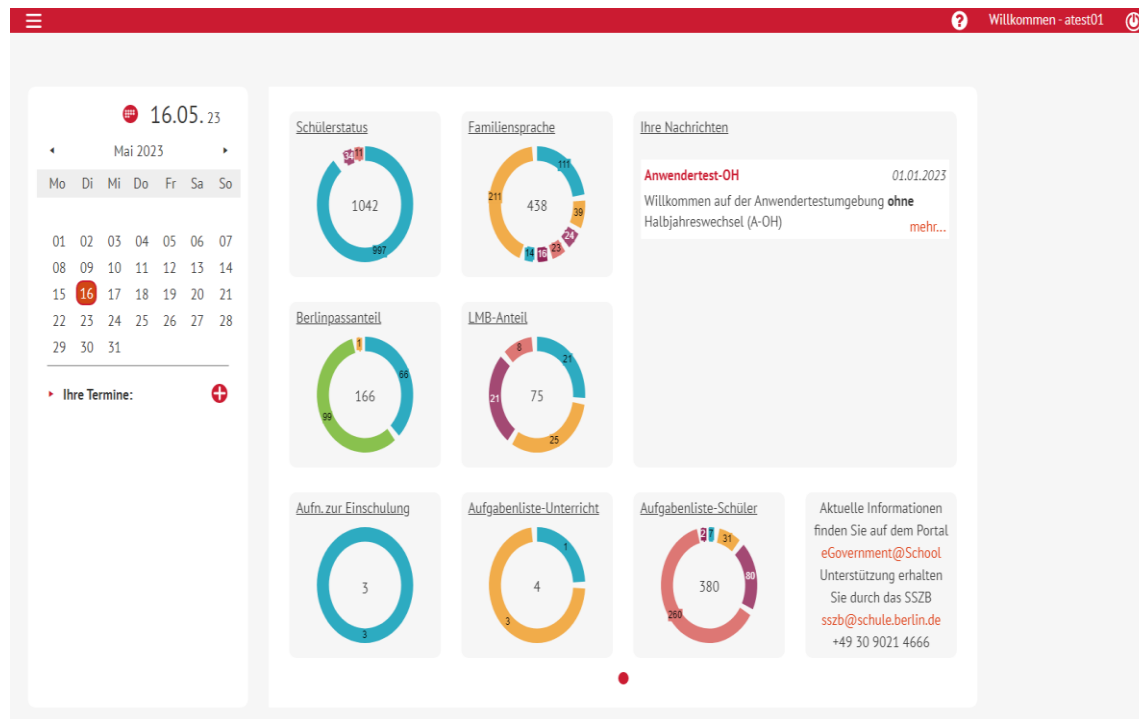 Willkommen - atest01
16.05. 23
Mai 2023
Mo Di Mi Do Fr Sa So
01 02 03 04 05 06 07
08 09 10 11 12 13 14
15 16 17 18 19 20 21
22 23 24 25 26 27 28
29 30 31
Ihre Termine:
Schülerstatus
34 11
1042
997
Familiensprache
111
211
438
39
24
14 16 23
Ihre Nachrichten
Anwendertest-OH 01.01.2023
Willkommen auf der Anwendertestumgebung ohne
Halbjahreswechsel (A-OH)
mehr...
Berlinpassanteil
1
66
166
99
LMB-Anteil
8
21
21
75
25
Aufn. zur Einschulung
3
3
Aufgabenliste-Unterricht
1
4
3
Aufgabenliste-Schüler
2 7 31
80
380
260
Aktuelle Informationen
finden Sie auf dem Portal
eGovernment@School
Unterstützung erhalten
Sie durch das SSZB
sszb@schule.berlin.de
+49 30 9021 4666